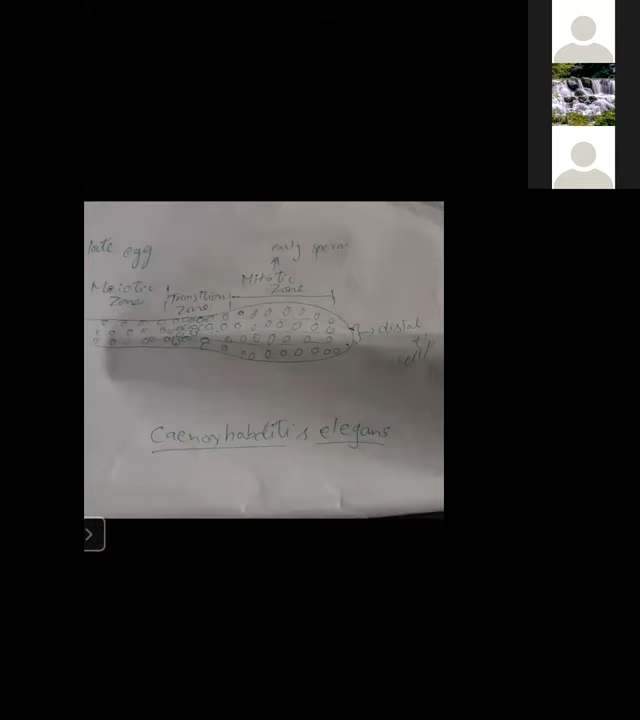 late egg
early sperm
Mitotic
Zone
Meiotic
Zone
Transition
Zone
distal
tip
cell
Caenorhabditis elegans